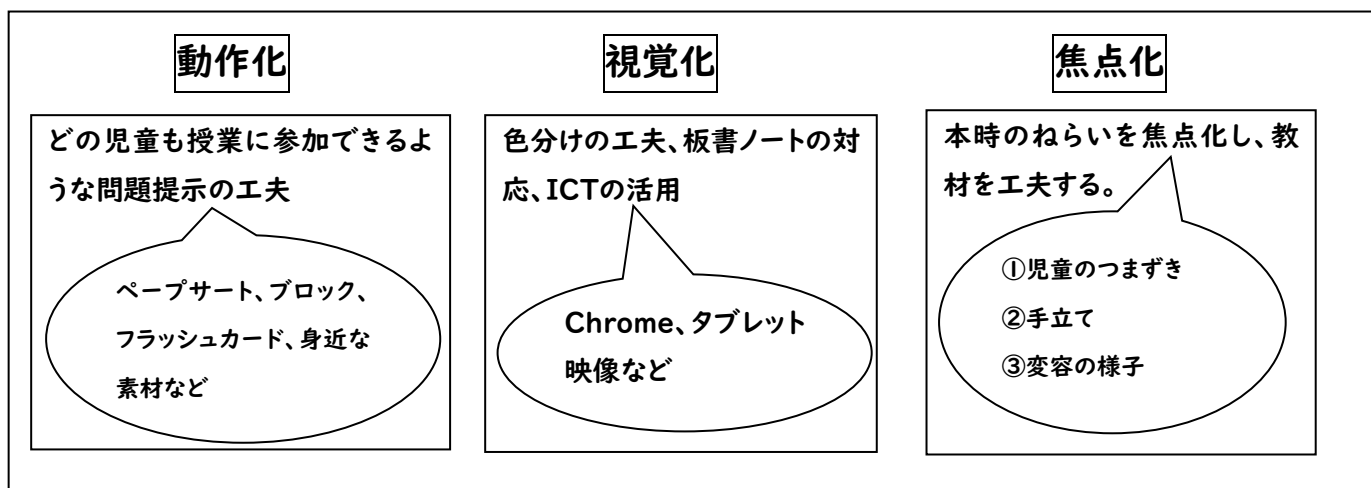 動作化
どの児童も授業に参加できるよ
うな問題提示の工夫
ペープサート、ブロック、
フラッシュカード、身近な
素材など
視覚化
色分けの工夫、板書ノートの対
応、ICTの活用
Chrome、タブレット
映像など
焦点化
本時のねらいを焦点化し、教
材を工夫する。
①児童のつまずき
②手立て
③変容の様子